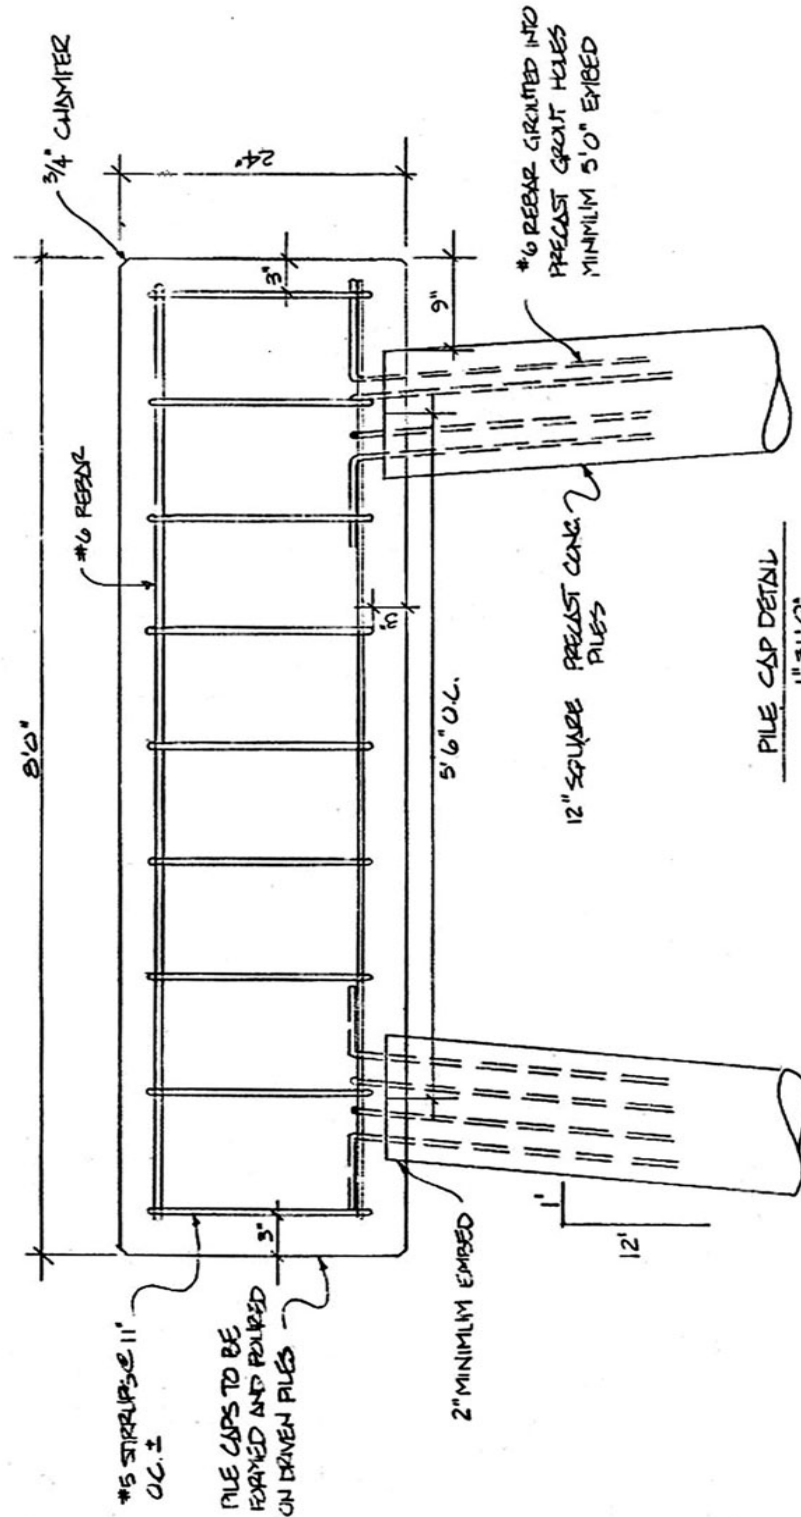 3/4" CHAMFER
8'0"
#6 REBAR
24"
3"
9"
#6 REBAR GROUTED INTO
PRECAST GROUT HOLES
MINIMUM 5'0" EMBED
3"
5'6" O.C.
12" SQUARE PRECAST CONC.
PILES
#5 STIRRUPS @ 11"
O.C. ±
3"
PILE CAPS TO BE
FORMED AND POURED
ON DRIVEN PILES
2" MINIMUM EMBED
1'
12'
PILE CAP DETAIL